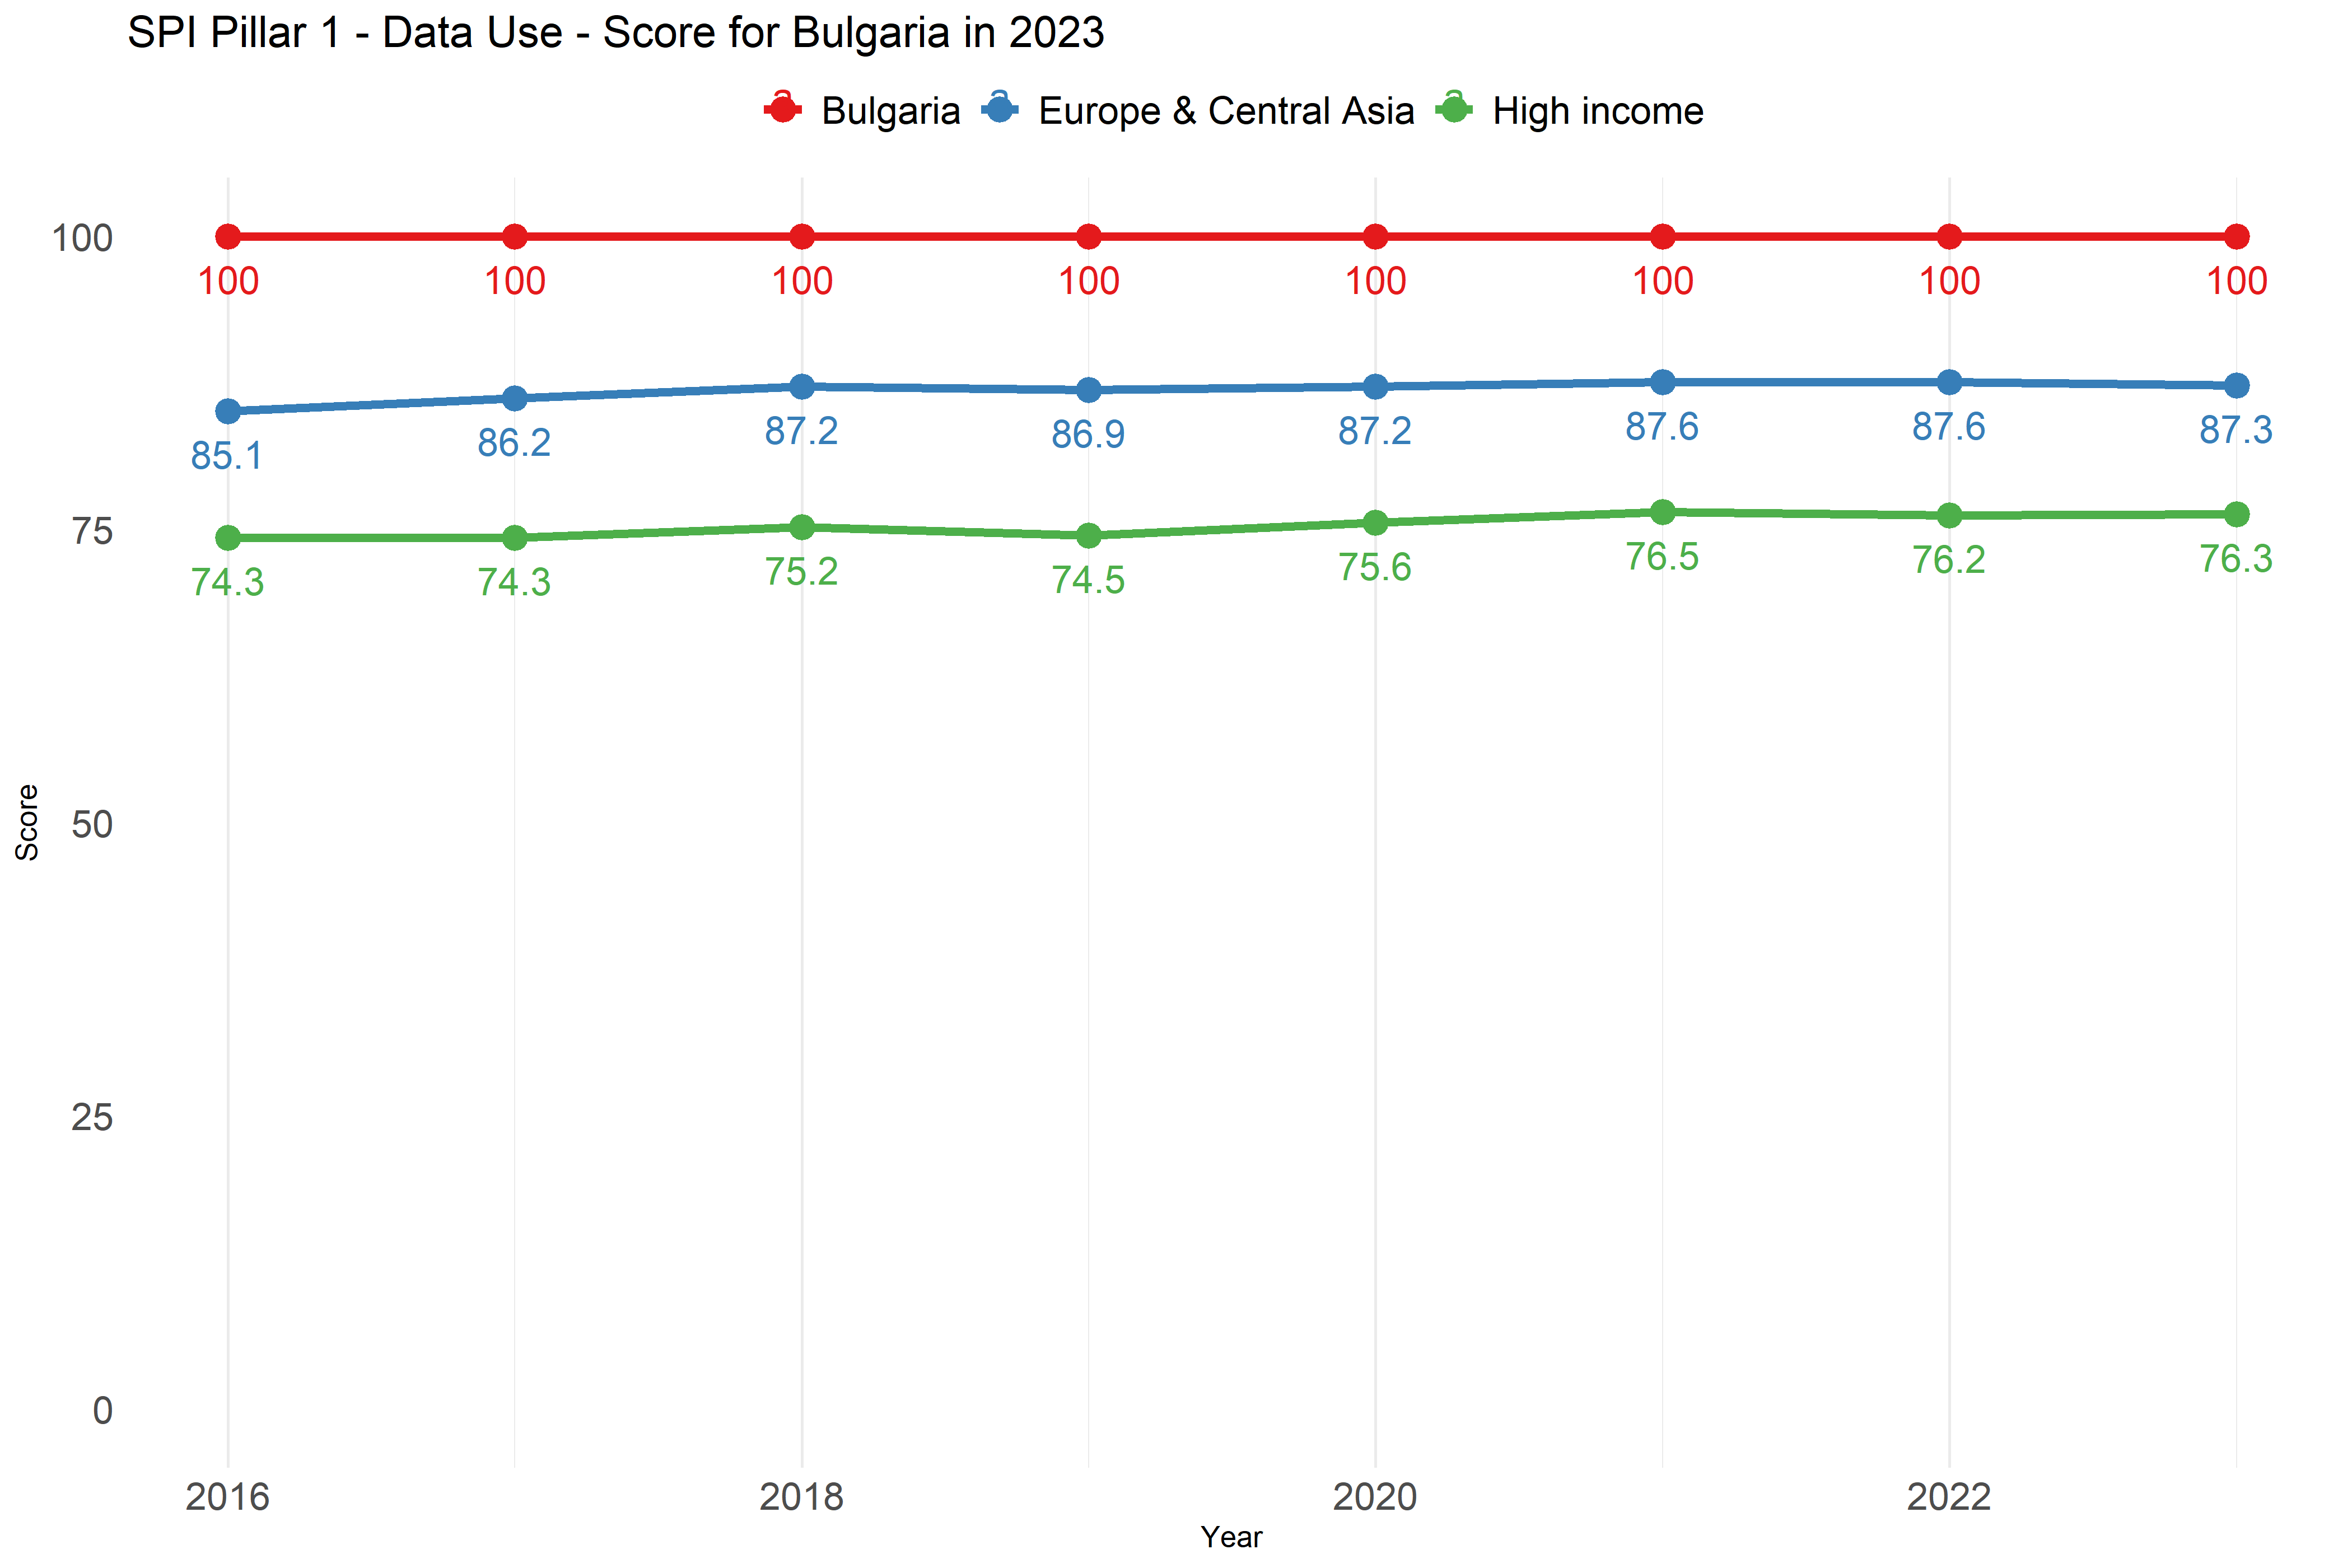 SPI Pillar 1 - Data Use - Score for Bulgaria in 2023
Bulgaria Europe & Central Asia High income
100
100 100 100 100 100 100 100 100
85.1 86.2 87.2 86.9 87.2 87.6 87.6 87.3
75
74.3 74.3 75.2 74.5 75.6 76.5 76.2 76.3
Score
50
25
0
2016 2018 2020 2022
Year